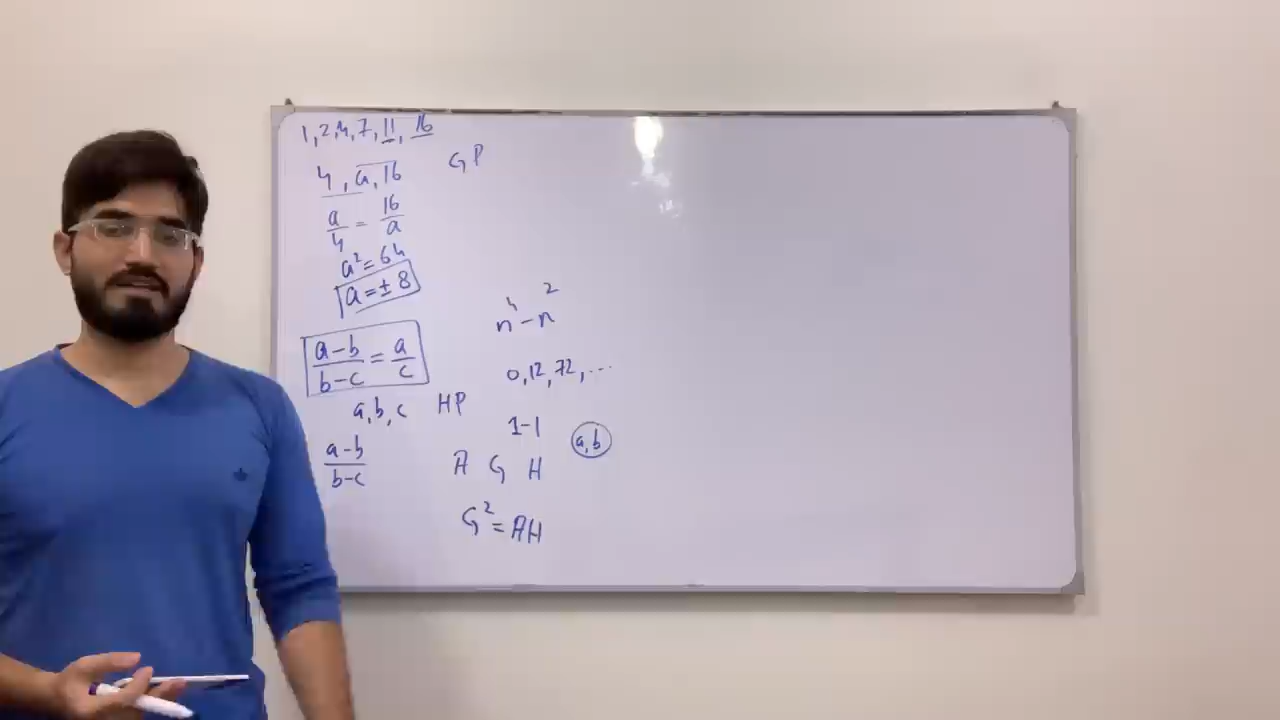 1, 2, 4, 7, 11, 16
GP
4, a, 16
a/4 = 16/a
a² = 64
a = ± 8
n⁴ - n²
(a-b)/(b-c) = a/c
0, 12, 72, ...
a, b, c HP
1-1
a, b
(a-b)/(b-c)
A G H
G² = AH